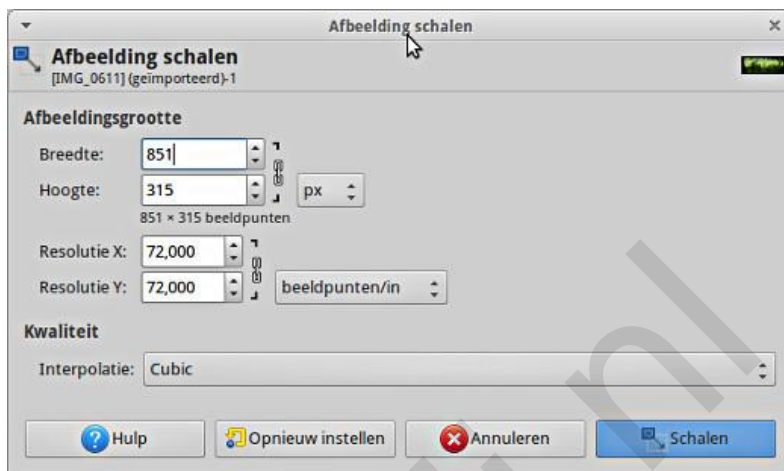 Afbeelding schalen
Afbeelding schalen
[IMG_0611] (geïmporteerd)-1
Afbeeldingsgrootte
Breedte: 851
Hoogte: 315 px
851 × 315 beeldpunten
Resolutie X: 72,000
Resolutie Y: 72,000 beeldpunten/in
Kwaliteit
Interpolatie: Cubic
Hulp Opnieuw instellen Annuleren Schalen